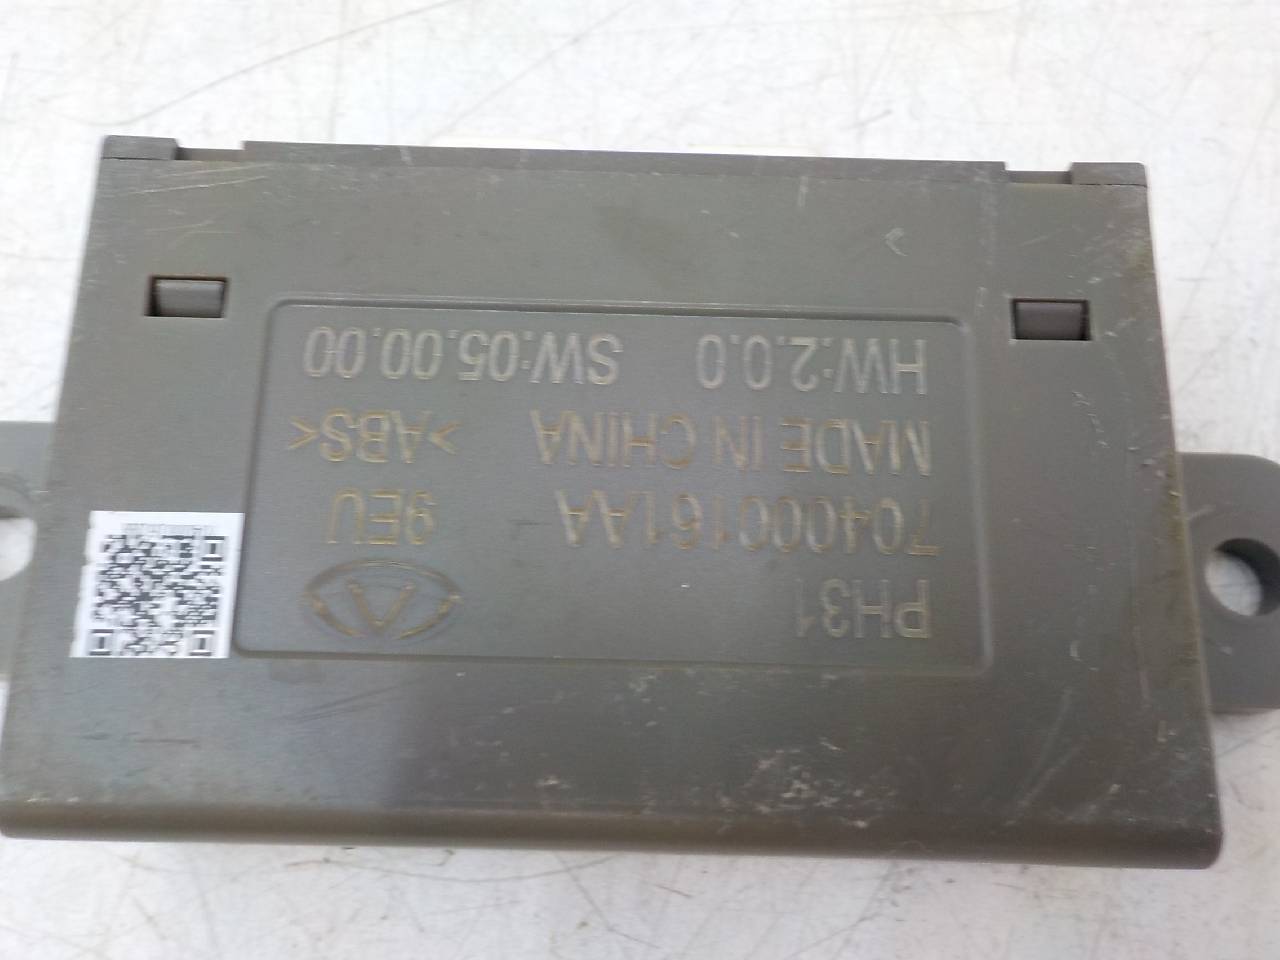 PH31
704000161AA 9EU
MADE IN CHINA >ABS<
HW:2.0.0 SW:05.00.00